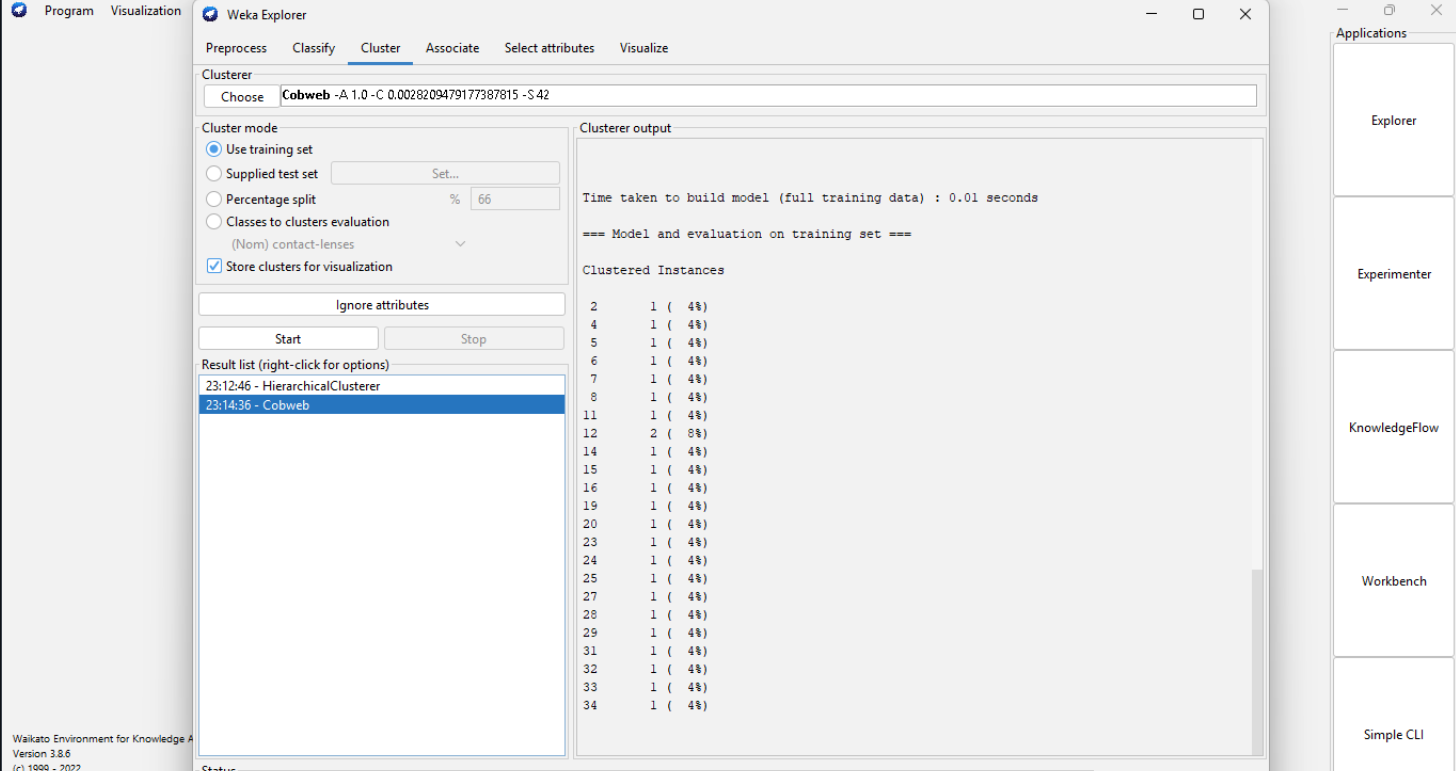 Program Visualization
Weka Explorer
Preprocess Classify Cluster Associate Select attributes Visualize
Clusterer
Choose Cobweb -A 1.0 -C 0.0028209479177387815 -S 42
Cluster mode
Use training set
Supplied test set Set...
Percentage split % 66
Classes to clusters evaluation
(Nom) contact-lenses
Store clusters for visualization
Ignore attributes
Start Stop
Result list (right-click for options)
23:12:46 - HierarchicalClusterer
23:14:36 - Cobweb
Clusterer output
Time taken to build model (full training data) : 0.01 seconds
=== Model and evaluation on training set ===
Clustered Instances
2 1 ( 4%)
4 1 ( 4%)
5 1 ( 4%)
6 1 ( 4%)
7 1 ( 4%)
8 1 ( 4%)
11 1 ( 4%)
12 2 ( 8%)
14 1 ( 4%)
15 1 ( 4%)
16 1 ( 4%)
19 1 ( 4%)
20 1 ( 4%)
23 1 ( 4%)
24 1 ( 4%)
25 1 ( 4%)
27 1 ( 4%)
28 1 ( 4%)
29 1 ( 4%)
31 1 ( 4%)
32 1 ( 4%)
33 1 ( 4%)
34 1 ( 4%)
Status
Applications
Explorer
Experimenter
KnowledgeFlow
Workbench
Simple CLI
Waikato Environment for Knowledge A
Version 3.8.6
(c) 1999 - 2022